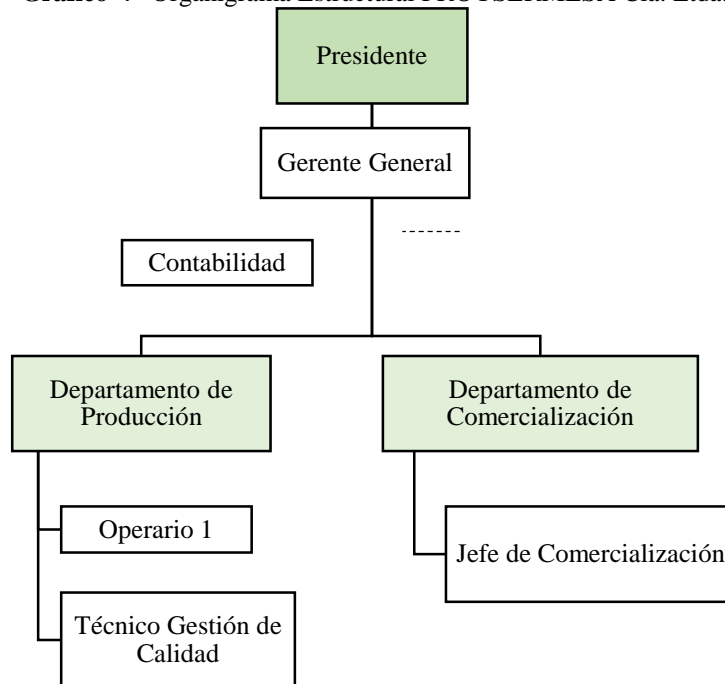 Presidente
Gerente General
Contabilidad
Departamento de
Producción
Departamento de
Comercialización
Operario 1
Jefe de Comercialización
Técnico Gestión de
Calidad